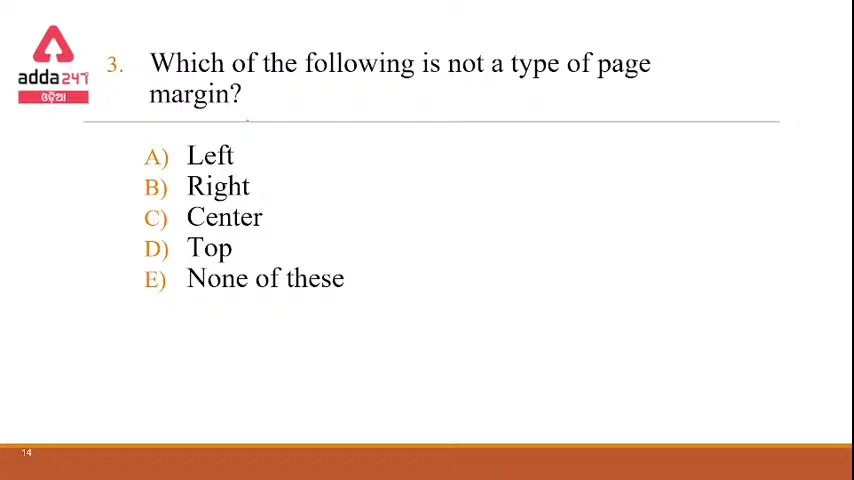 adda247
ଓଡ଼ିଆ
3. Which of the following is not a type of page
margin?
A) Left
B) Right
C) Center
D) Top
E) None of these
14